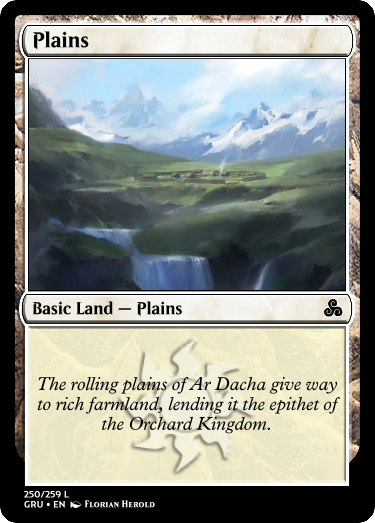 Plains
Basic Land — Plains
The rolling plains of Ar Dacha give way
to rich farmland, lending it the epithet of
the Orchard Kingdom.
250/259 L
GRU • EN Florian Herold